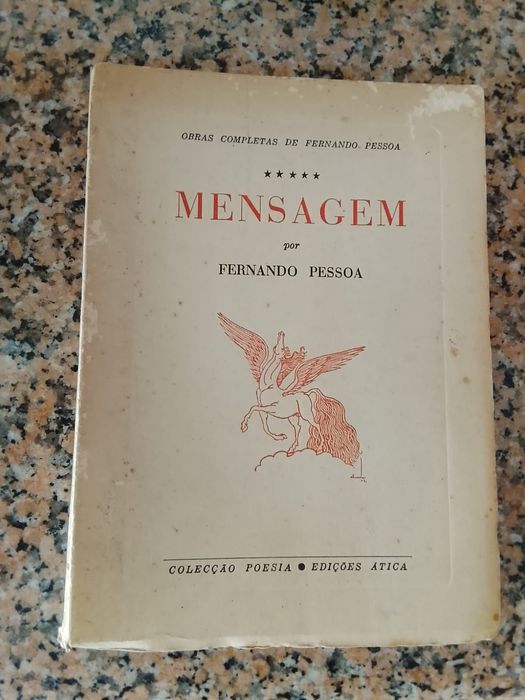 OBRAS COMPLETAS DE FERNANDO PESSOA
★★★★★
MENSAGEM
por
FERNANDO PESSOA
COLECÇÃO POESIA ● EDIÇÕES ÁTICA